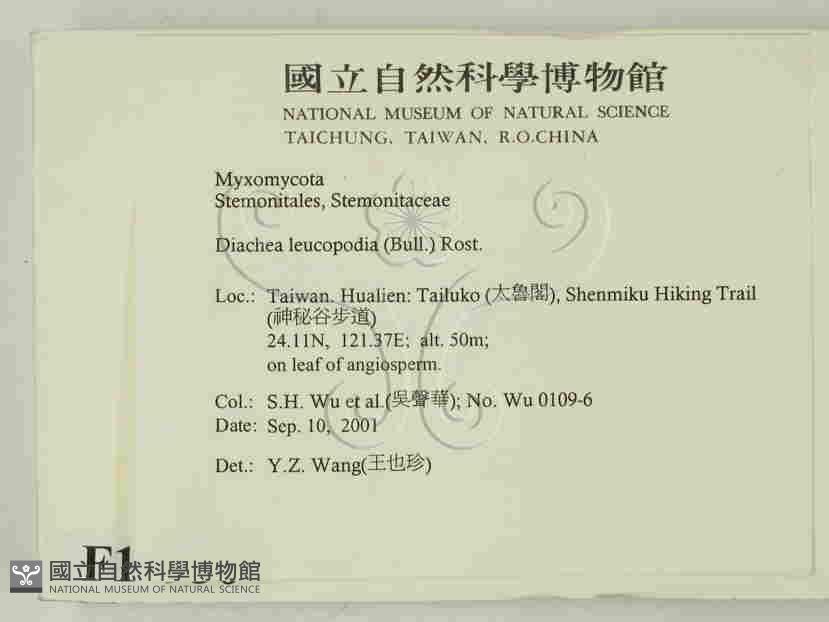 國立自然科學博物館
NATIONAL MUSEUM OF NATURAL SCIENCE
TAICHUNG, TAIWAN, R.O.CHINA
Myxomycota
Stemonitales, Stemonitaceae
Diachea leucopodia (Bull.) Rost.
Loc.: Taiwan. Hualien: Tailuko (太魯閣), Shenmiku Hiking Trail
(神秘谷步道)
24.11N, 121.37E; alt. 50m;
on leaf of angiosperm.
Col.: S.H. Wu et al.(吳聲華); No. Wu 0109-6
Date: Sep. 10, 2001
Det.: Y.Z. Wang(王也珍)
F1
國立自然科學博物館
NATIONAL MUSEUM OF NATURAL SCIENCE